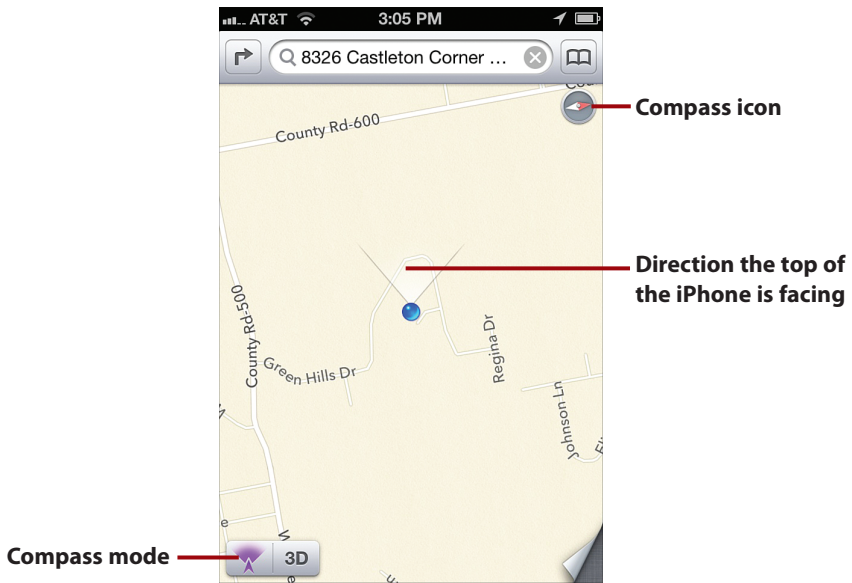 AT&T 3:05 PM
8326 Castleton Corner ...
Compass icon
County Rd-600
Direction the top of
the iPhone is facing
County Rd-500
Green Hills Dr
Regina Dr
Johnson Ln
Compass mode
3D